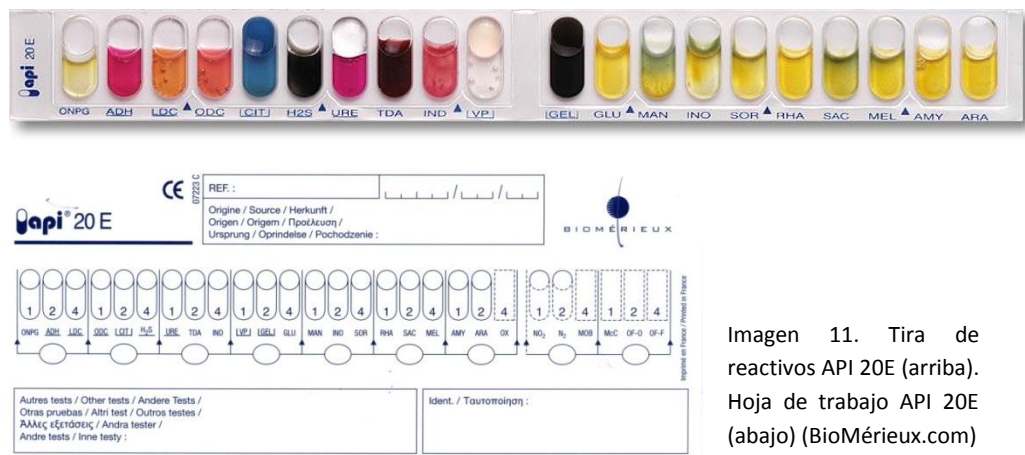 api 20 E
ONPG ADH LDC ODC CIT H2S URE TDA IND VP GEL GLU MAN INO SOR RHA SAC MEL AMY ARA
CE
07223 C
REF. :
/ /
api® 20 E
Origine / Source / Herkunft /
Origen / Origem / Προέλευση /
Ursprung / Oprindelse / Pochodzenie :
BIOMÉRIEUX
1 2 4 1 2 4 1 2 4 1 2 4 1 2 4 1 2 4 1 2 4 1 2 4 1 2 4
ONPG ADH LDC ODC CIT H2S URE TDA IND VP GEL GLU MAN INO SOR RHA SAC MEL AMY ARA OX NO2 N2 MOB McC OF-O OF-F
Imprimé en France / Printed in France
Autres tests / Other tests / Andere Tests /
Otras pruebas / Altri test / Outros testes /
Άλλες εξετάσεις / Andra tester /
Andre tests / Inne testy :
Ident. / Ταυτοποίηση :
Imagen 11. Tira de
reactivos API 20E (arriba).
Hoja de trabajo API 20E
(abajo) (BioMérieux.com)